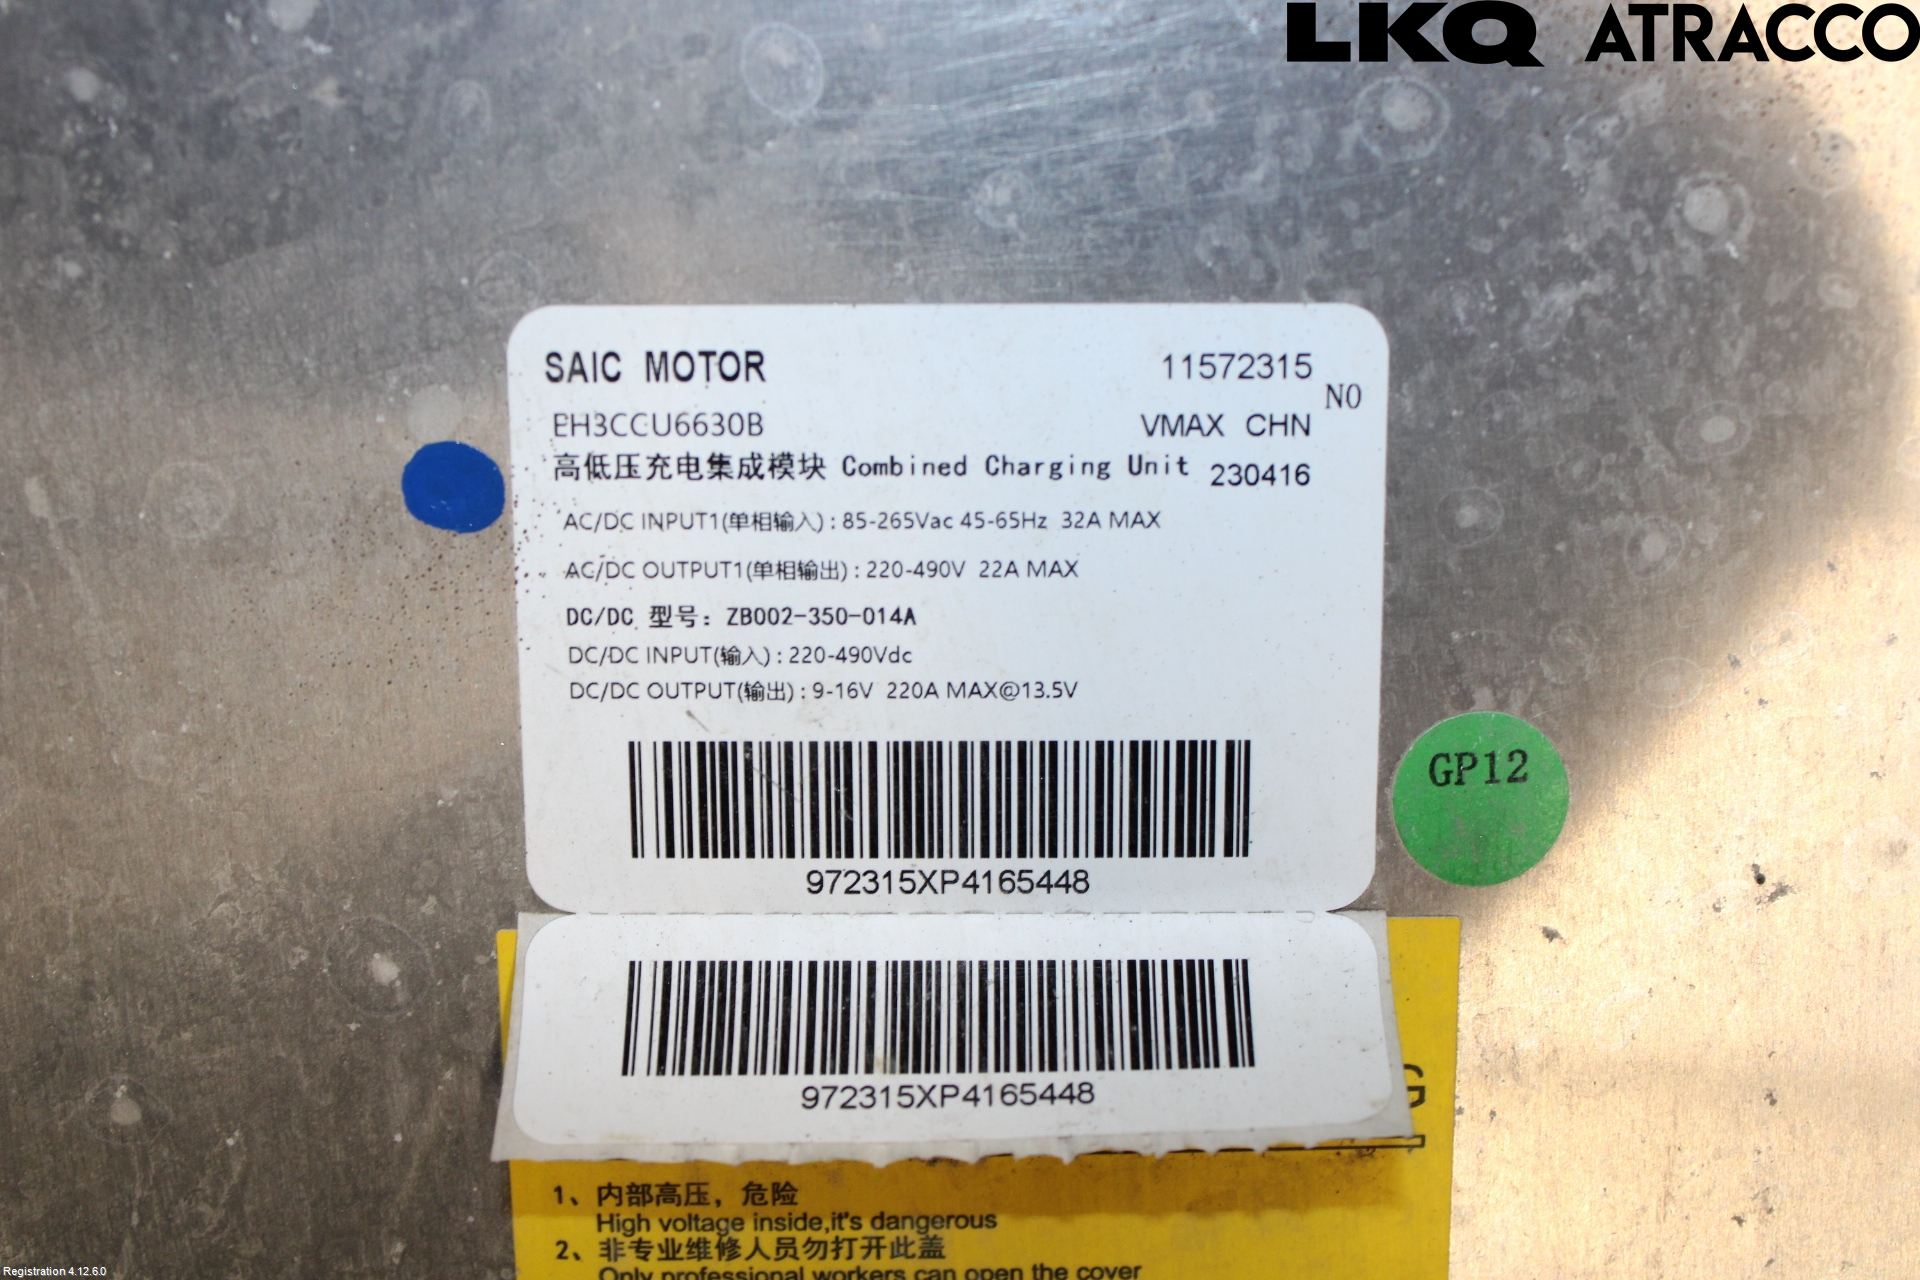 LKQ ATRACCO
SAIC MOTOR 11572315
N0
EH3CCU6630B VMAX CHN
高低压充电集成模块 Combined Charging Unit 230416
AC/DC INPUT1(单相输入) : 85-265Vac 45-65Hz 32A MAX
AC/DC OUTPUT1(单相输出) : 220-490V 22A MAX
DC/DC 型号: ZB002-350-014A
DC/DC INPUT(输入) : 220-490Vdc
DC/DC OUTPUT(输出) : 9-16V 220A MAX@13.5V
GP12
972315XP4165448
972315XP4165448
1、内部高压，危险
High voltage inside,it's dangerous
2、非专业维修人员勿打开此盖
Only professional workers can open the cover
Registration 4.12.6.0